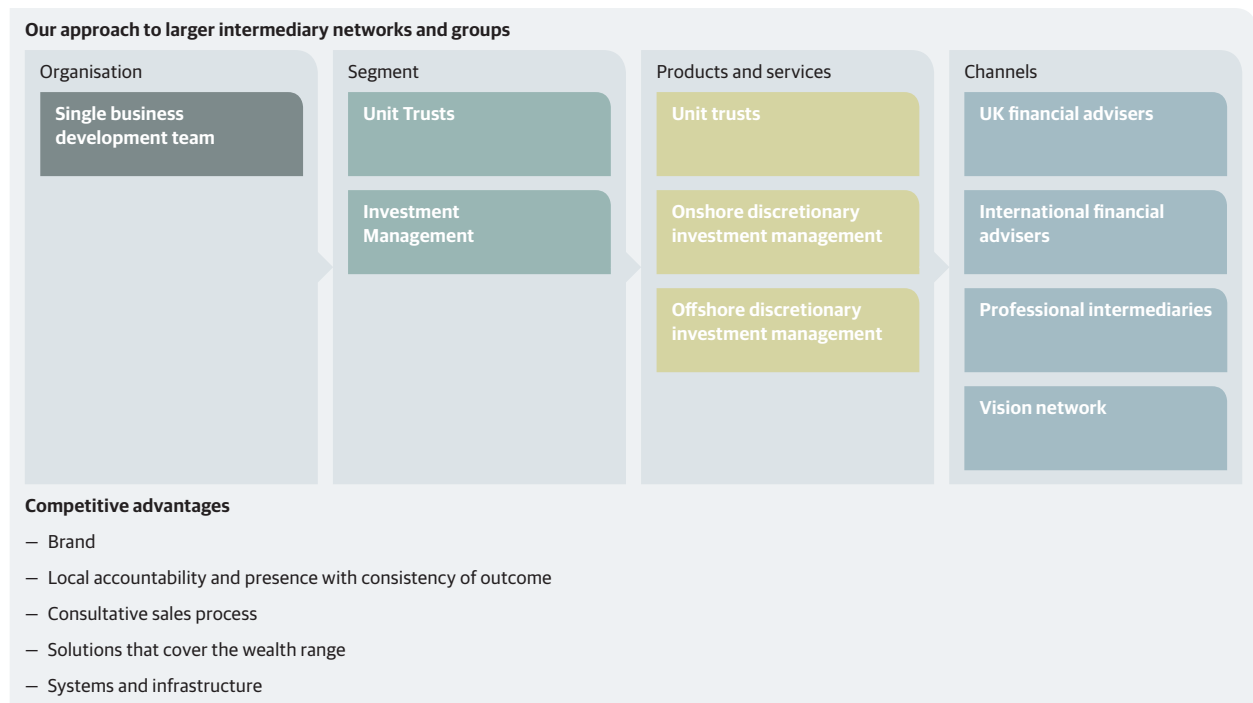 Our approach to larger intermediary networks and groups
Organisation
Single business
development team
Segment
Unit Trusts
Investment
Management
Products and services
Unit trusts
Onshore discretionary
investment management
Offshore discretionary
investment management
Channels
UK financial advisers
International financial
advisers
Professional intermediaries
Vision network
Competitive advantages
— Brand
— Local accountability and presence with consistency of outcome
— Consultative sales process
— Solutions that cover the wealth range
— Systems and infrastructure